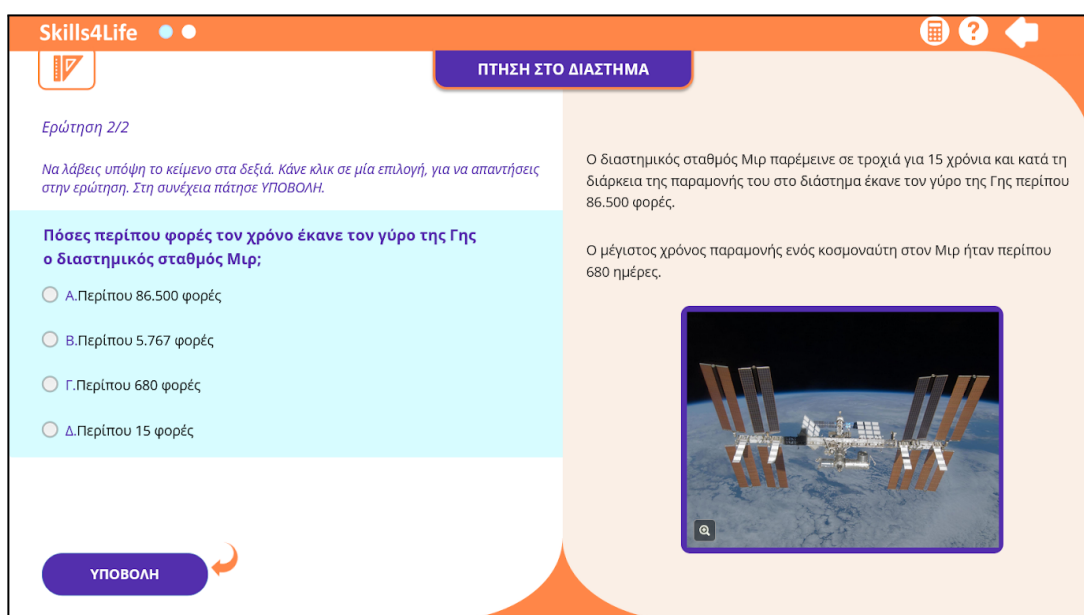 Skills4Life
ΠΤΗΣΗ ΣΤΟ ΔΙΑΣΤΗΜΑ
Ερώτηση 2/2
Να λάβεις υπόψη το κείμενο στα δεξιά. Κάνε κλικ σε μία επιλογή, για να απαντήσεις
στην ερώτηση. Στη συνέχεια πάτησε ΥΠΟΒΟΛΗ.
Πόσες περίπου φορές τον χρόνο έκανε τον γύρο της Γης
ο διαστημικός σταθμός Μιρ;
Α.Περίπου 86.500 φορές
Β.Περίπου 5.767 φορές
Γ.Περίπου 680 φορές
Δ.Περίπου 15 φορές
ΥΠΟΒΟΛΗ
Ο διαστημικός σταθμός Μιρ παρέμεινε σε τροχιά για 15 χρόνια και κατά τη
διάρκεια της παραμονής του στο διάστημα έκανε τον γύρο της Γης περίπου
86.500 φορές.
Ο μέγιστος χρόνος παραμονής ενός κοσμοναύτη στον Μιρ ήταν περίπου
680 ημέρες.